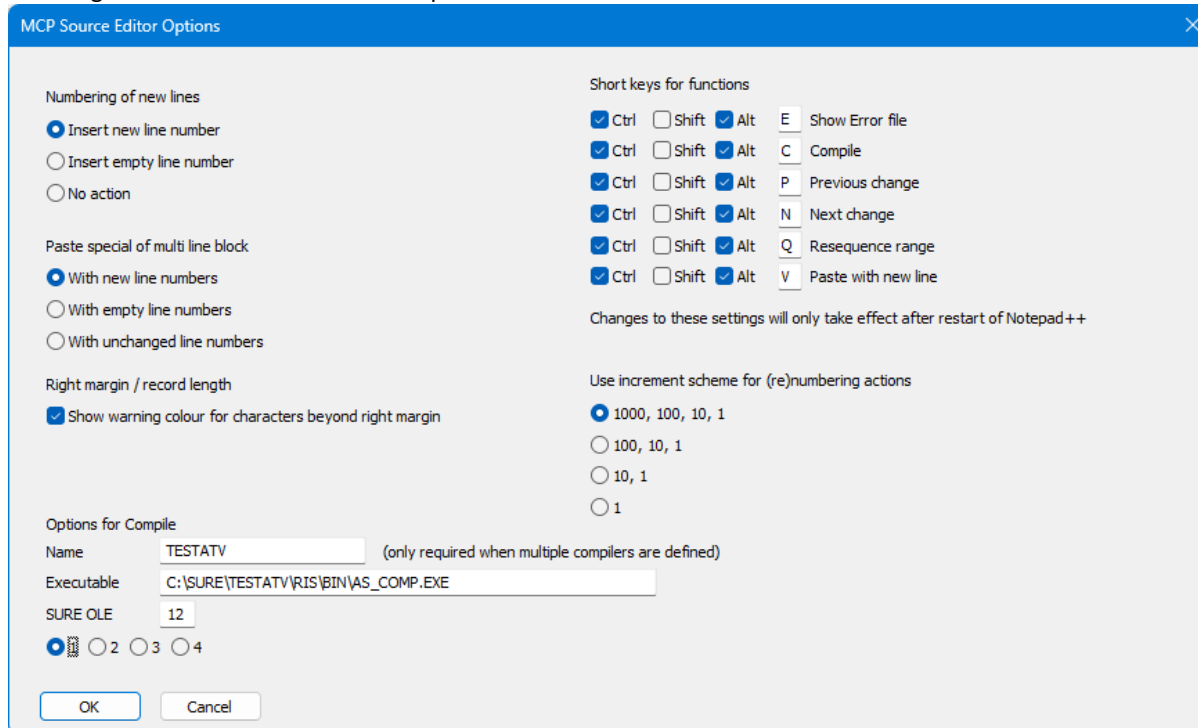 MCP Source Editor Options
Numbering of new lines
Insert new line number
Insert empty line number
No action
Paste special of multi line block
With new line numbers
With empty line numbers
With unchanged line numbers
Right margin / record length
Show warning colour for characters beyond right margin
Short keys for functions
Ctrl Shift Alt E Show Error file
Ctrl Shift Alt C Compile
Ctrl Shift Alt P Previous change
Ctrl Shift Alt N Next change
Ctrl Shift Alt Q Resequence range
Ctrl Shift Alt V Paste with new line
Changes to these settings will only take effect after restart of Notepad++
Use increment scheme for (re)numbering actions
1000, 100, 10, 1
100, 10, 1
10, 1
1
Options for Compile
Name TESTATV (only required when multiple compilers are defined)
Executable C:\SURE\TESTATV\RIS\BIN\AS_COMP.EXE
SURE OLE 12
1 2 3 4
OK Cancel